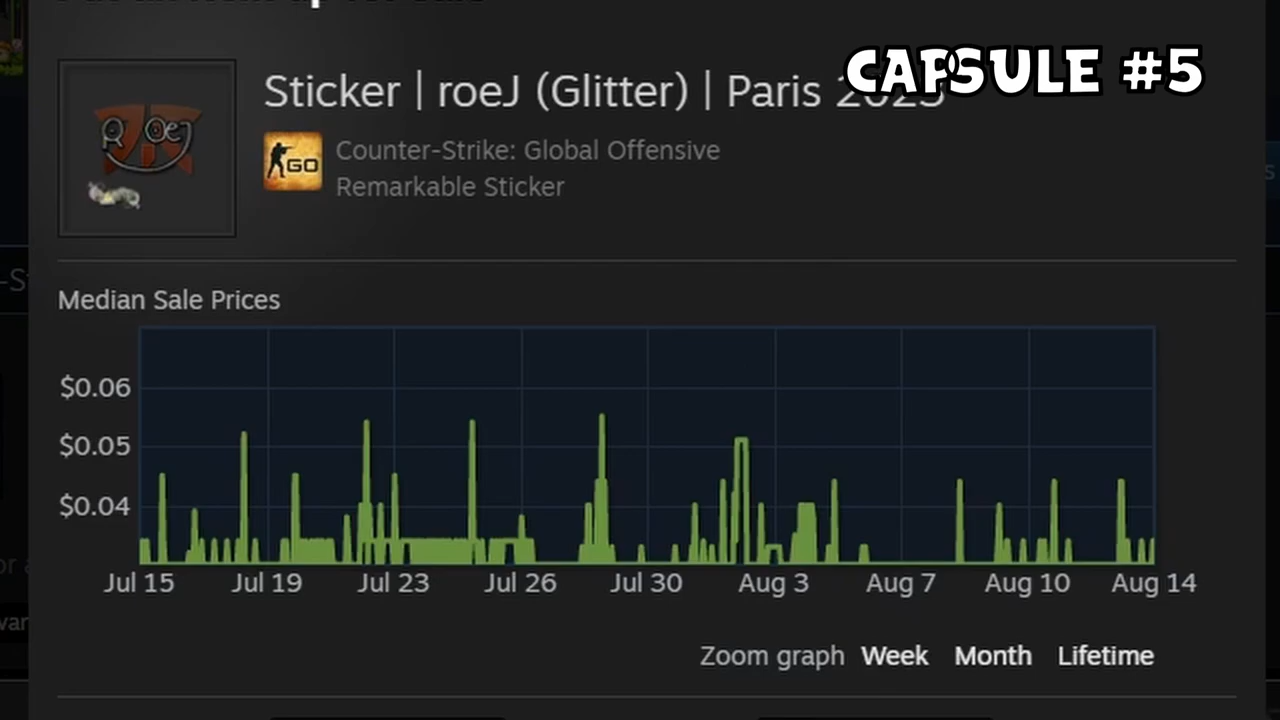 CAPSULE #5
Sticker | roeJ (Glitter) | Paris 2023
Counter-Strike: Global Offensive
Remarkable Sticker
Median Sale Prices
$0.06
$0.05
$0.04
Jul 15 Jul 19 Jul 23 Jul 26 Jul 30 Aug 3 Aug 7 Aug 10 Aug 14
Zoom graph Week Month Lifetime